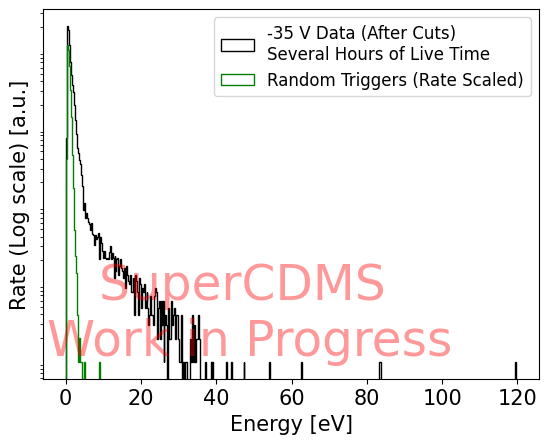 -35 V Data (After Cuts)
Several Hours of Live Time
Random Triggers (Rate Scaled)
Rate (Log scale) [a.u.]
SuperCDMS
Work in Progress
0 20 40 60 80 100 120
Energy [eV]